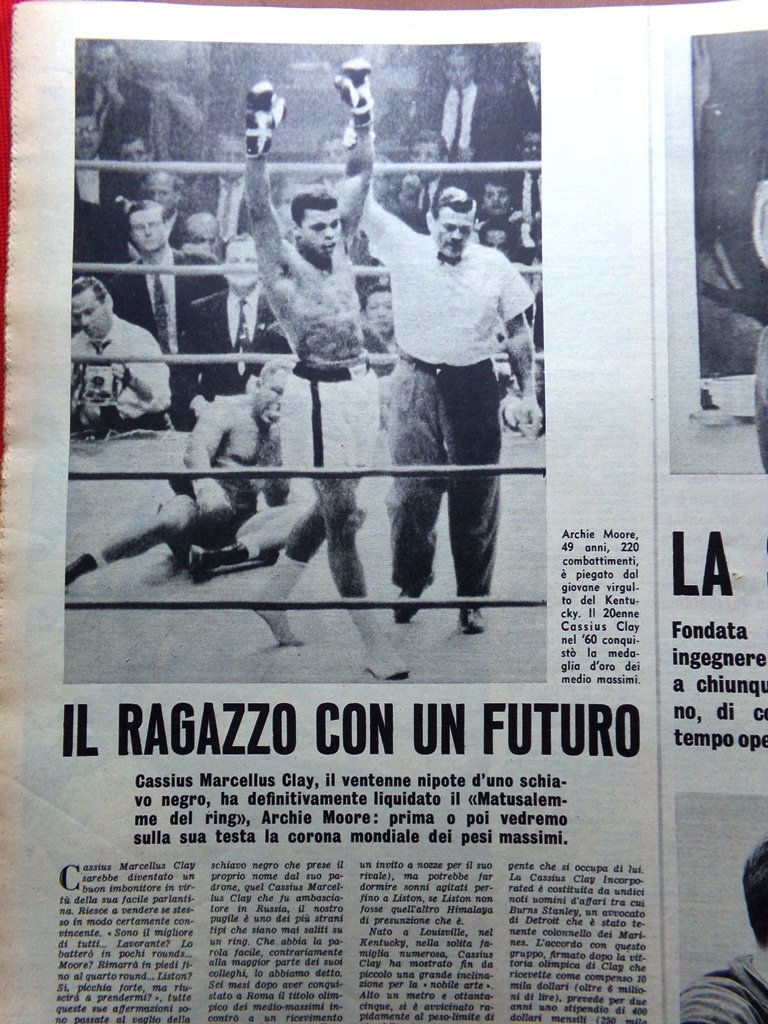 Archie Moore,
49 anni, 220
combattimenti,
è piegato dal
giovane virgul-
to del Kentu-
cky. Il 20enne
Cassius Clay
nel '60 conqui-
stò la meda-
glia d'oro dei
medio massimi.
IL RAGAZZO CON UN FUTURO
Cassius Marcellus Clay, il ventenne nipote d'uno schia-
vo negro, ha definitivamente liquidato il «Matusalem-
me del ring», Archie Moore: prima o poi vedremo
sulla sua testa la corona mondiale dei pesi massimi.
Cassius Marcellus Clay
sarebbe diventato un
buon imbonitore in vir-
tù della sua facile parlanti-
na. Riesce a vendere se stes-
so in modo certamente con-
vincente. «Sono il migliore
di tutti... Lavorante? Lo
batterò in pochi rounds...
Moore? Rimarrà in piedi fi-
no al quarto round... Liston?
Sì, picchia forte, ma riu-
scirà a prendermi?», tutte
queste sue affermazioni so-
no passate al vaglio della
schiavo negro che prese il
proprio nome dal suo pa-
drone, quel Cassius Marcel-
lus Clay che fu ambascia-
tore in Russia, il nostro
pugile è uno dei più strani
tipi che siano mai saliti su
un ring. Che abbia la pa-
rola facile, contrariamente
alla maggior parte dei suoi
colleghi, lo abbiamo detto.
Sei mesi dopo aver conqui-
stato a Roma il titolo olim-
pico dei medio-massimi in-
contrò a un ricevimento
un invito a nozze per il suo
rivale), ma potrebbe far
dormire sonni agitati per-
fino a Liston, se Liston non
fosse quell'altro Himalaya
di presunzione che è.
Nato a Louisville, nel
Kentucky, nella solita fa-
miglia numerosa, Cassius
Clay ha mostrato fin da
piccolo una grande inclina-
zione per la «nobile arte».
Alto un metro e ottanta-
cinque, si è avvicinato ra-
pidamente al peso-limite di
gente che si occupa di lui.
La Cassius Clay Incorpo-
rated è costituita da undici
noti uomini d'affari tra cui
Burns Stanley, un avvocato
di Detroit che è stato te-
nente colonnello dei Mari-
nes. L'accordo con questo
gruppo, firmato dopo la vit-
toria olimpica di Clay che
ricevette come compenso 10
mila dollari (oltre 6 milio-
ni di lire), prevede per due
anni uno stipendio di 400
dollari mensili (250 mila
LA
Fondata
ingegnere
a chiunqu
no, di co
tempo ope